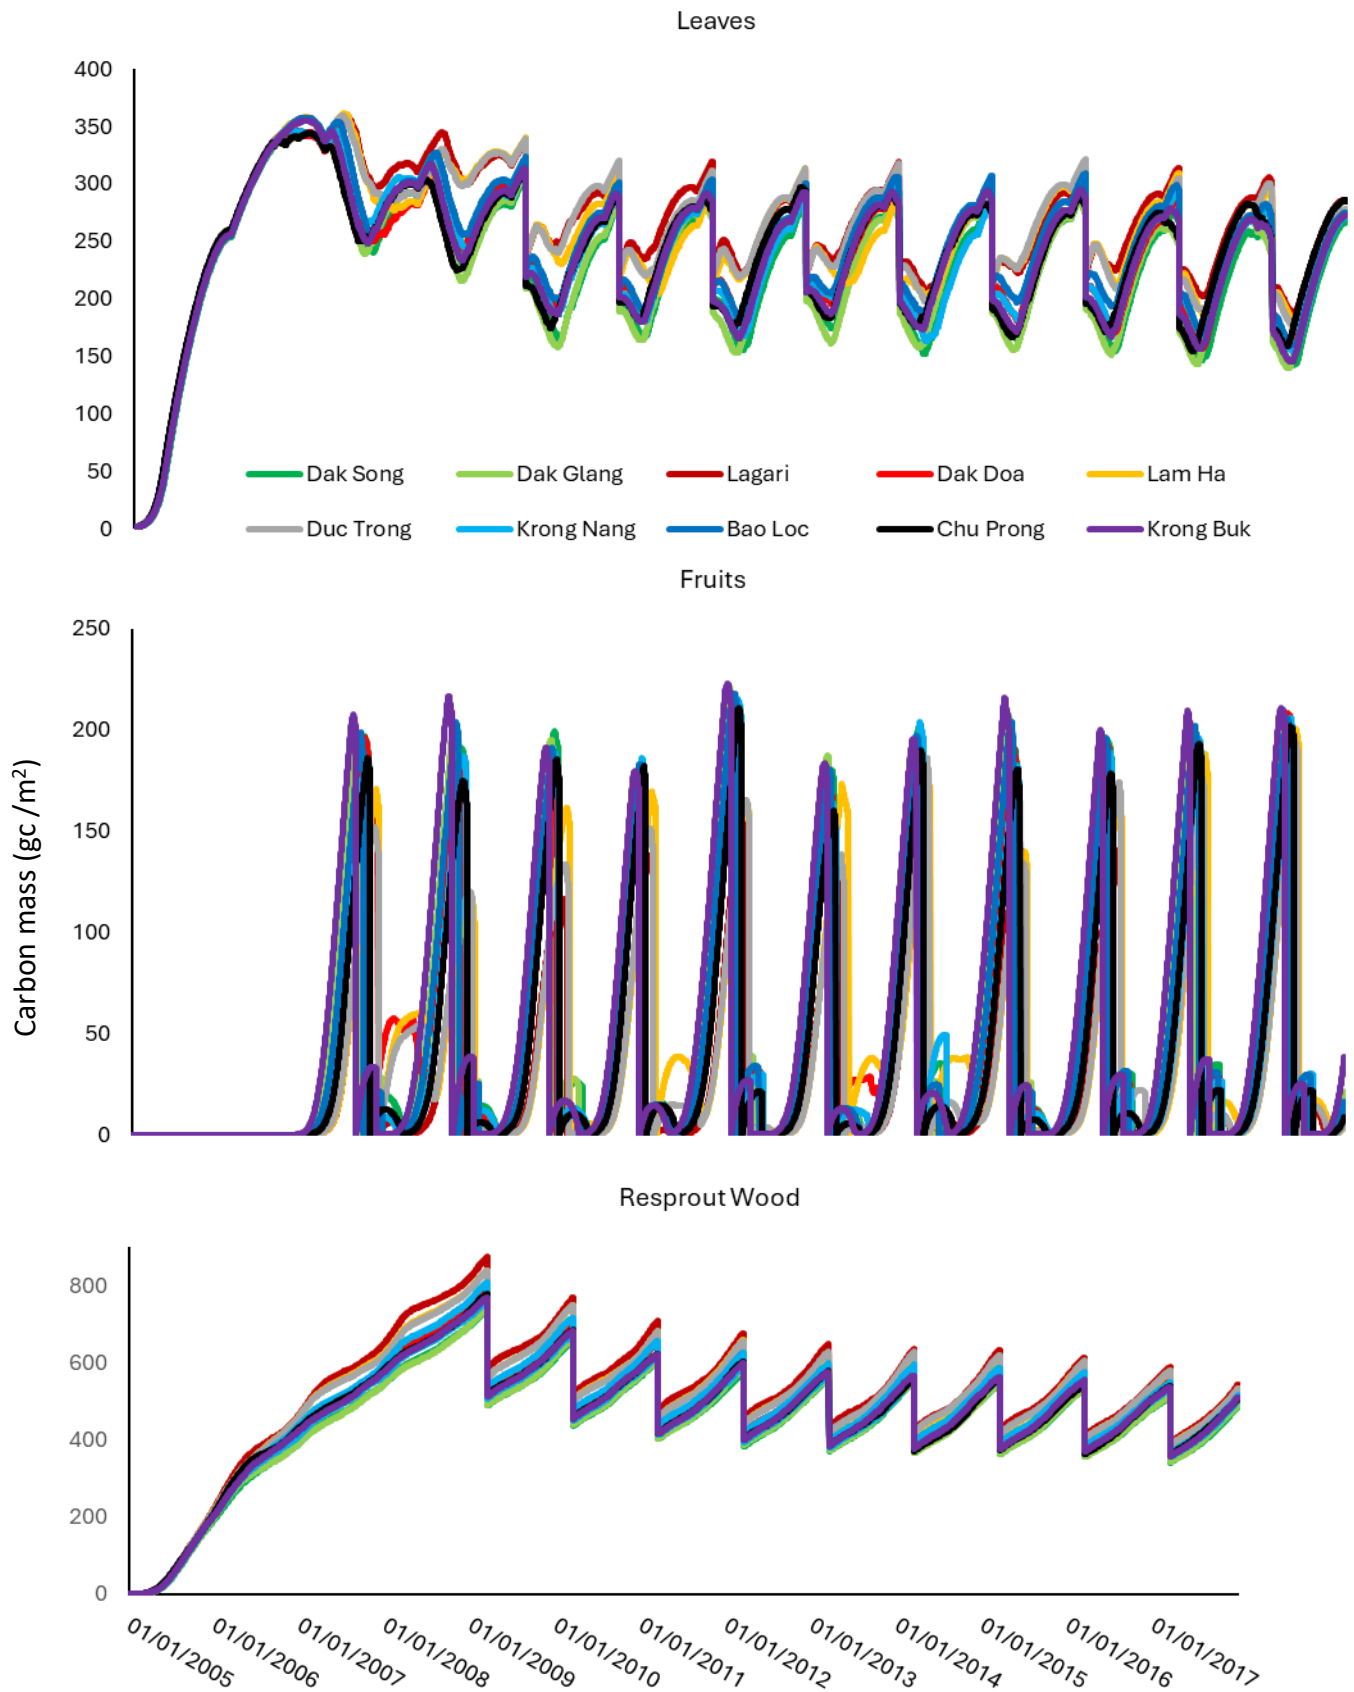 Leaves
400
350
300
250
200
150
100
50
0
Dak Song Dak Glang Lagari Dak Doa Lam Ha
Duc Trong Krong Nang Bao Loc Chu Prong Krong Buk
Fruits
250
200
150
100
50
0
Carbon mass (gc /m²)
Resprout Wood
800
600
400
200
0
01/01/2005 01/01/2006 01/01/2007 01/01/2008 01/01/2009 01/01/2010 01/01/2011 01/01/2012 01/01/2013 01/01/2014 01/01/2015 01/01/2016 01/01/2017